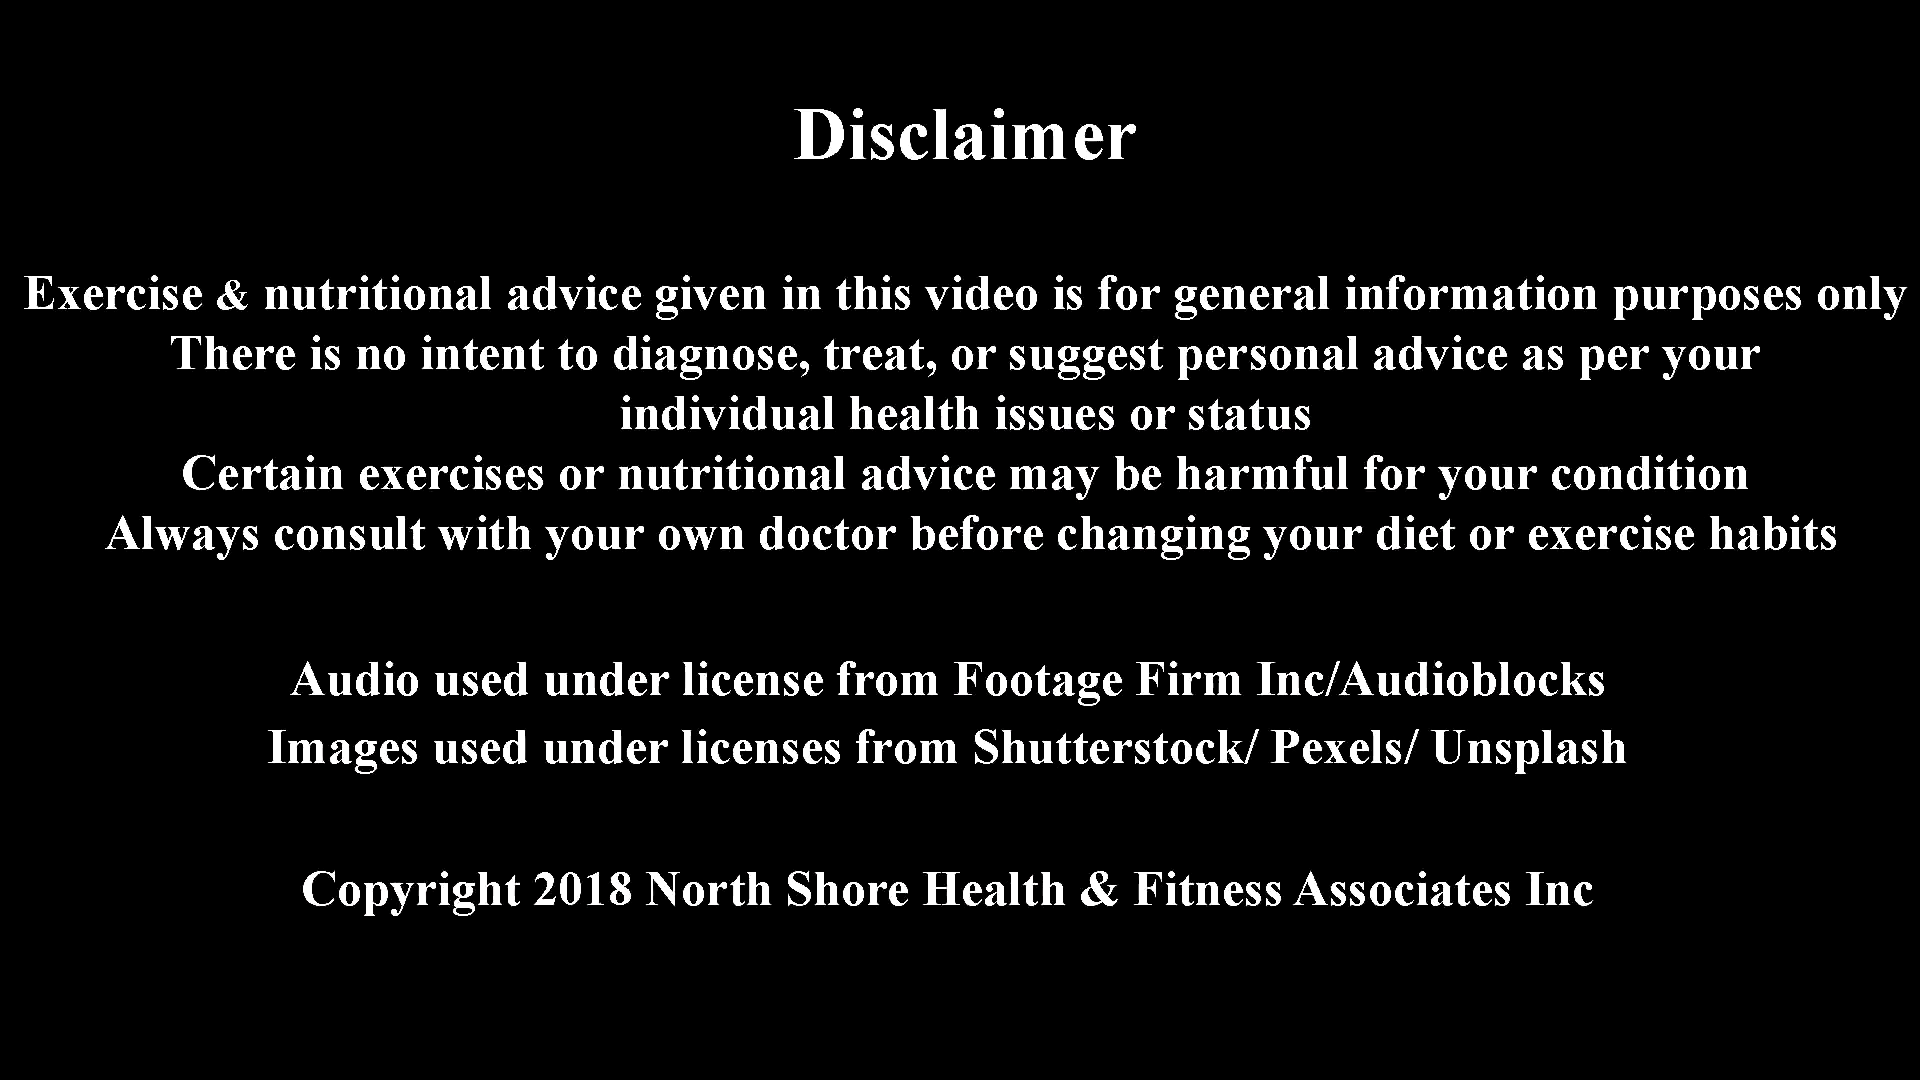 Disclaimer
Exercise & nutritional advice given in this video is for general information purposes only
There is no intent to diagnose, treat, or suggest personal advice as per your
individual health issues or status
Certain exercises or nutritional advice may be harmful for your condition
Always consult with your own doctor before changing your diet or exercise habits
Audio used under license from Footage Firm Inc/Audioblocks
Images used under licenses from Shutterstock/ Pexels/ Unsplash
Copyright 2018 North Shore Health & Fitness Associates Inc